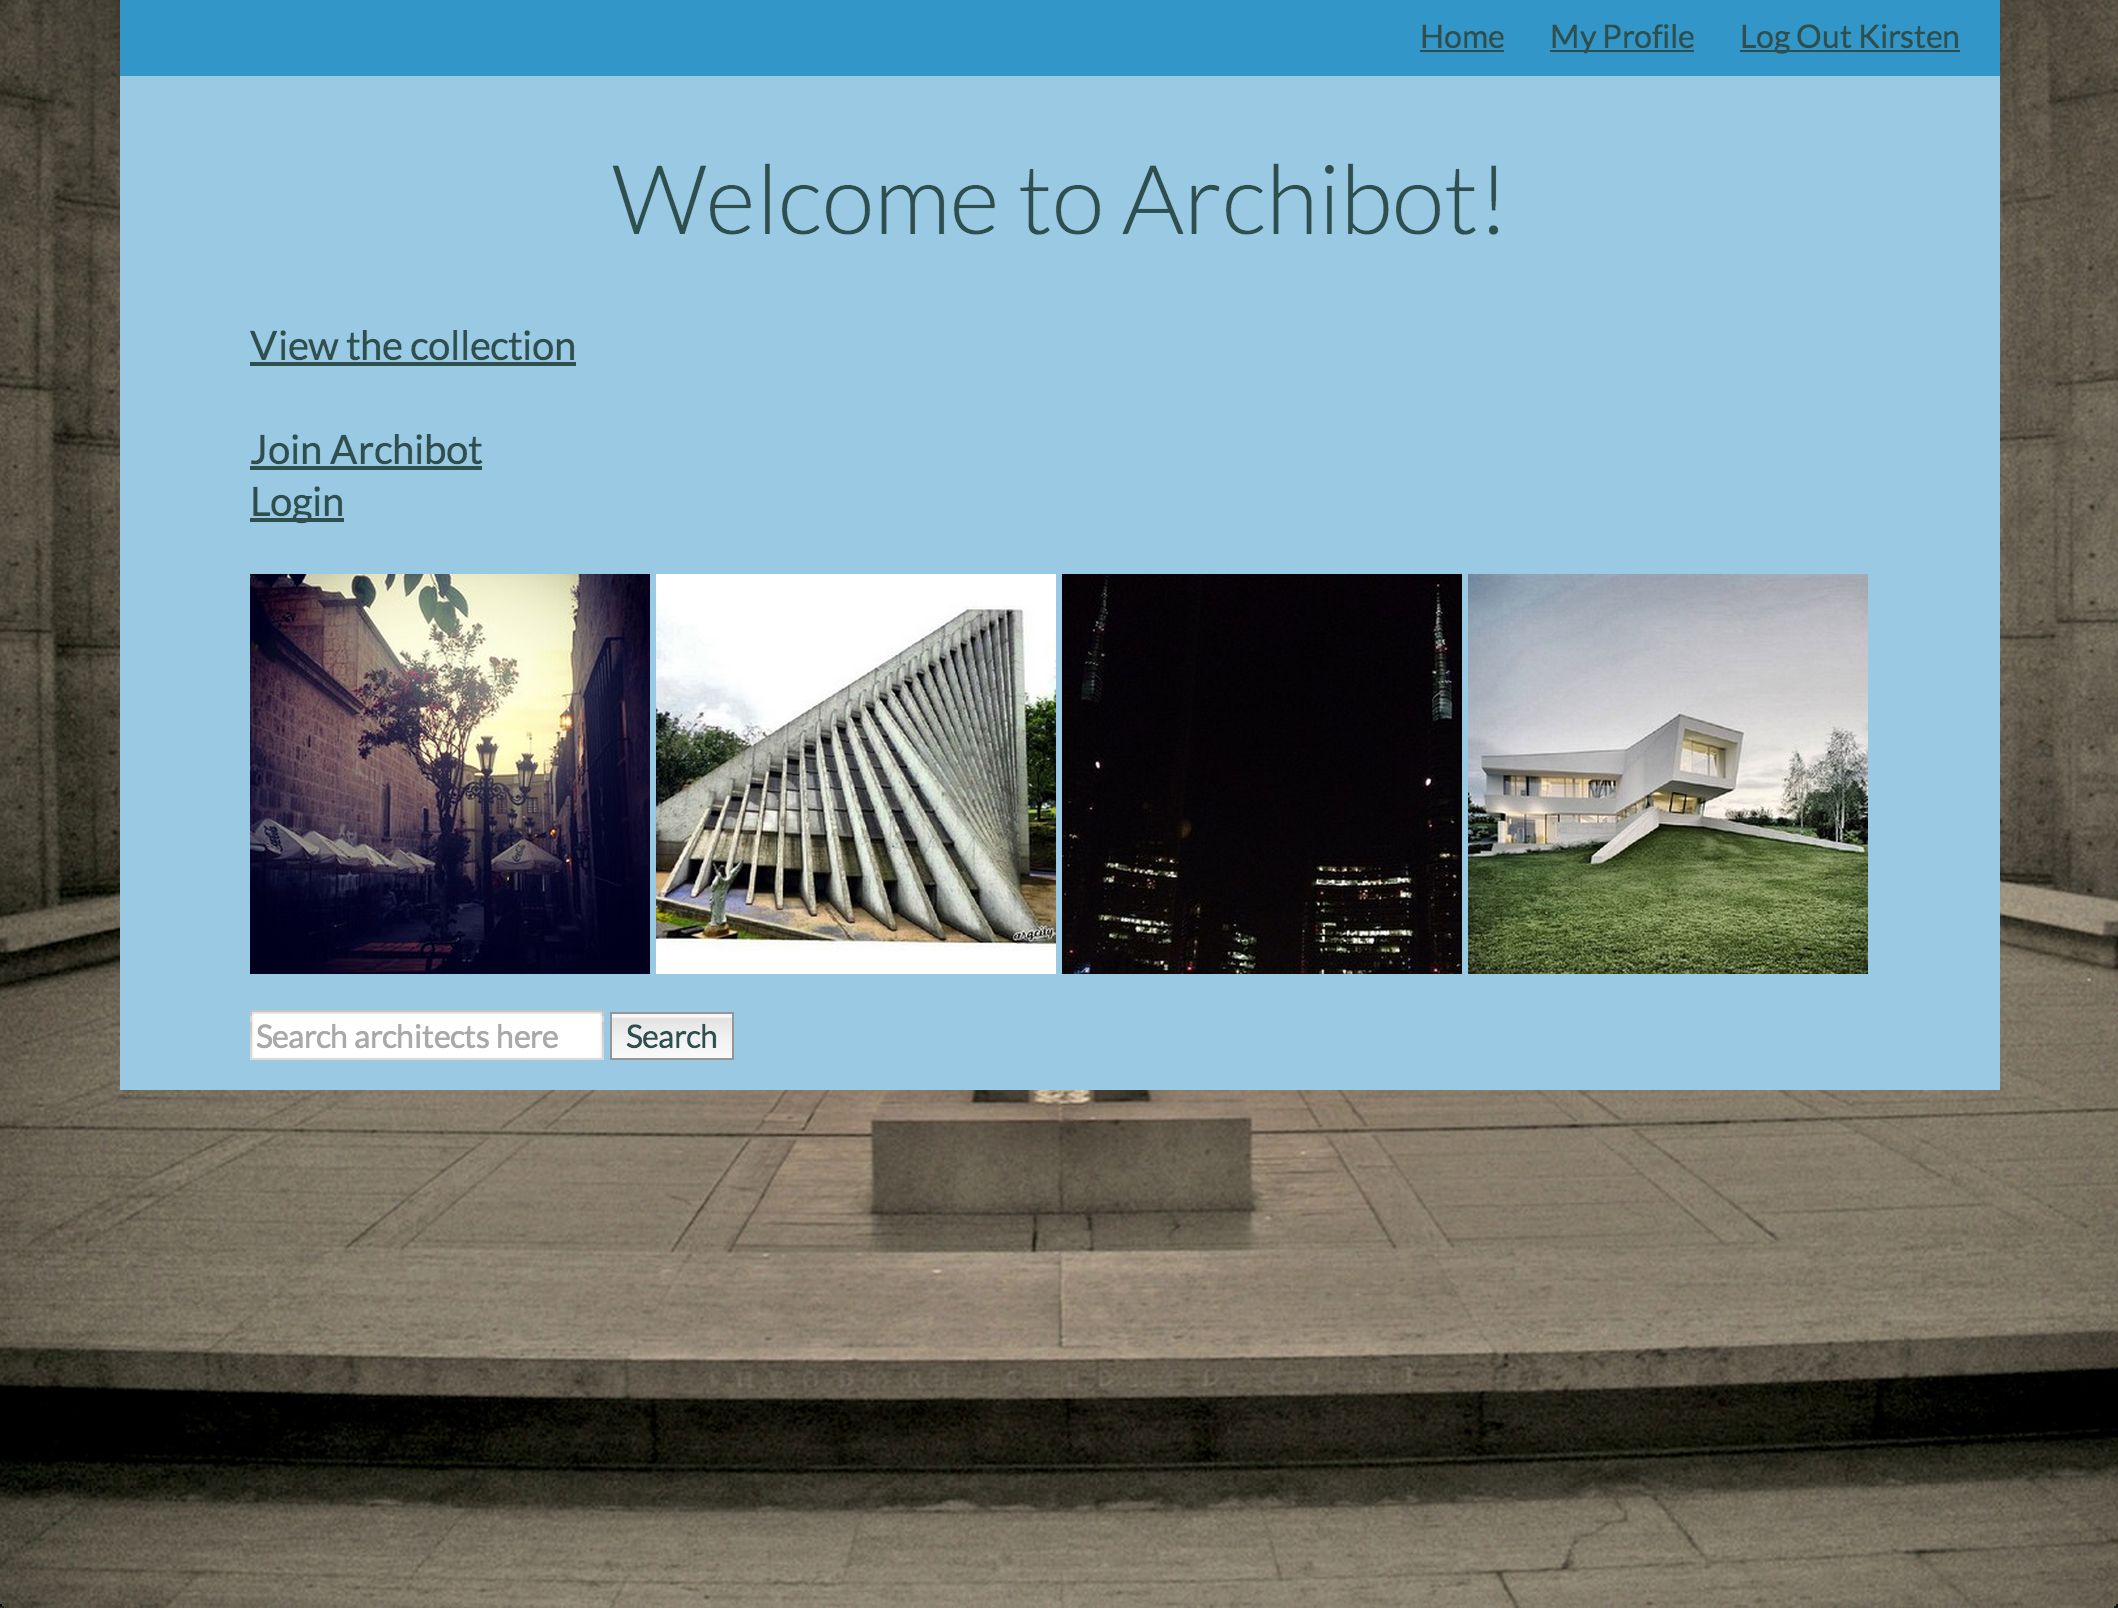 Home My Profile Log Out Kirsten
Welcome to Archibot!
View the collection
Join Archibot
Login
argcity
Search architects here Search